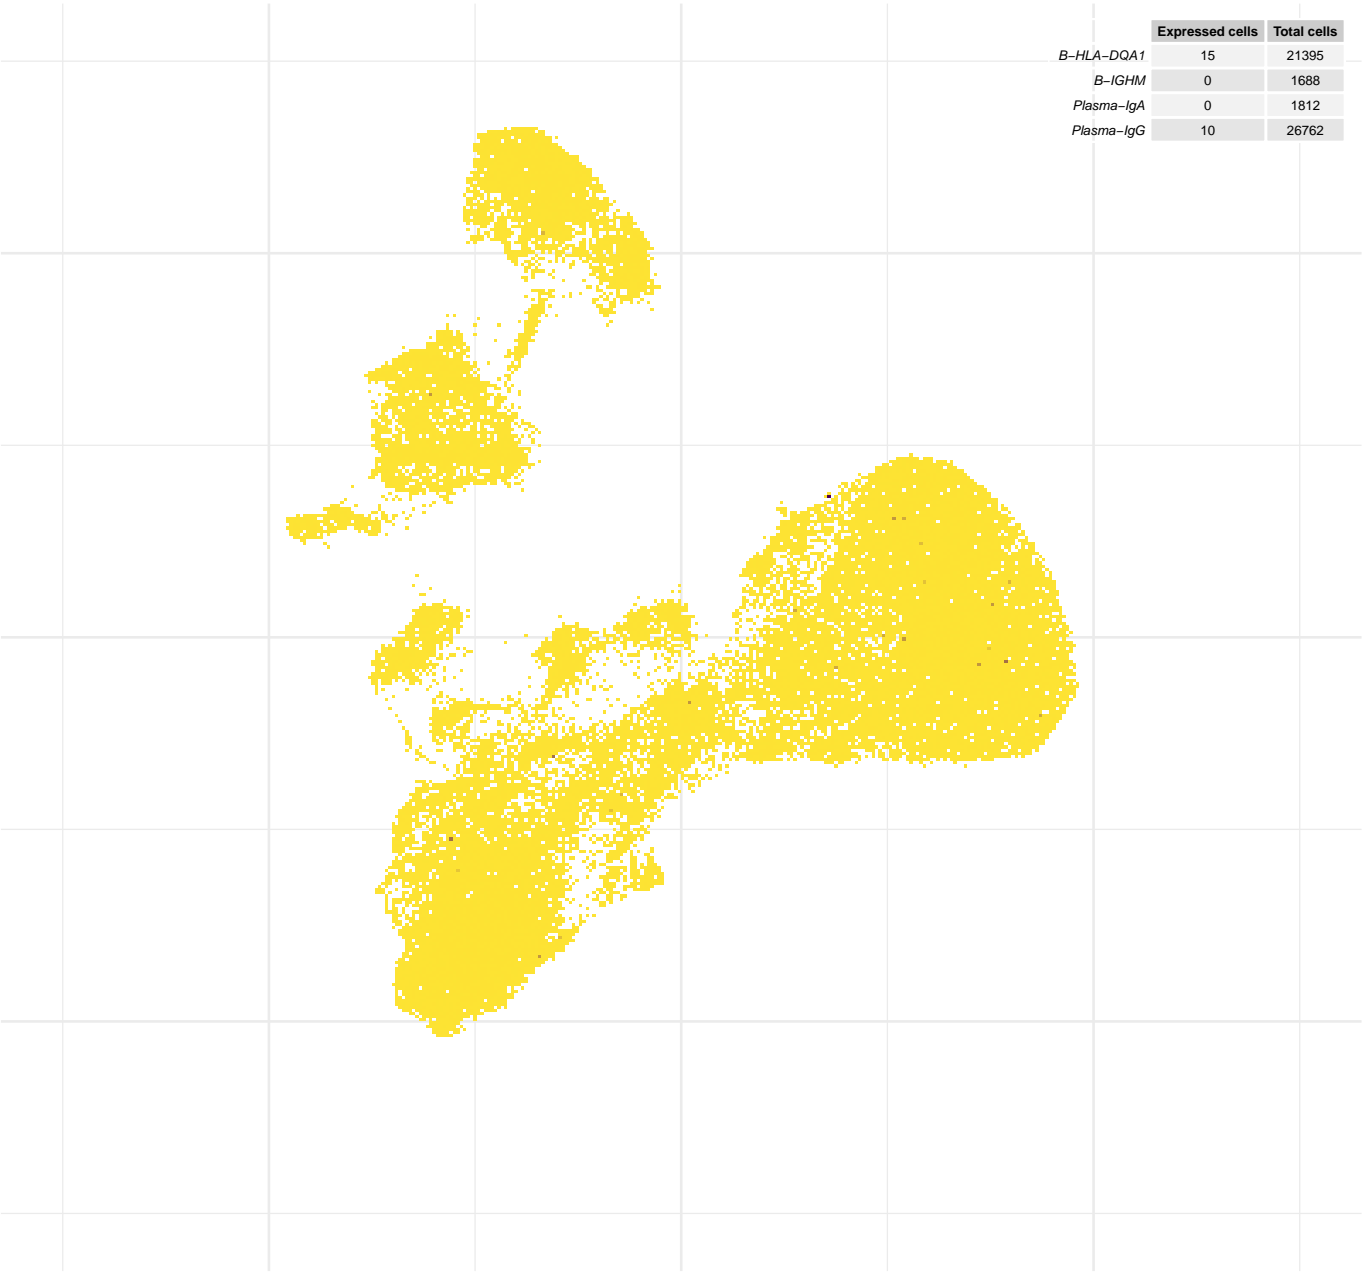 Expressed cells Total cells
B−HLA−DQA1 15 21395
B−IGHM 0 1688
Plasma−IgA 0 1812
Plasma−IgG 10 26762